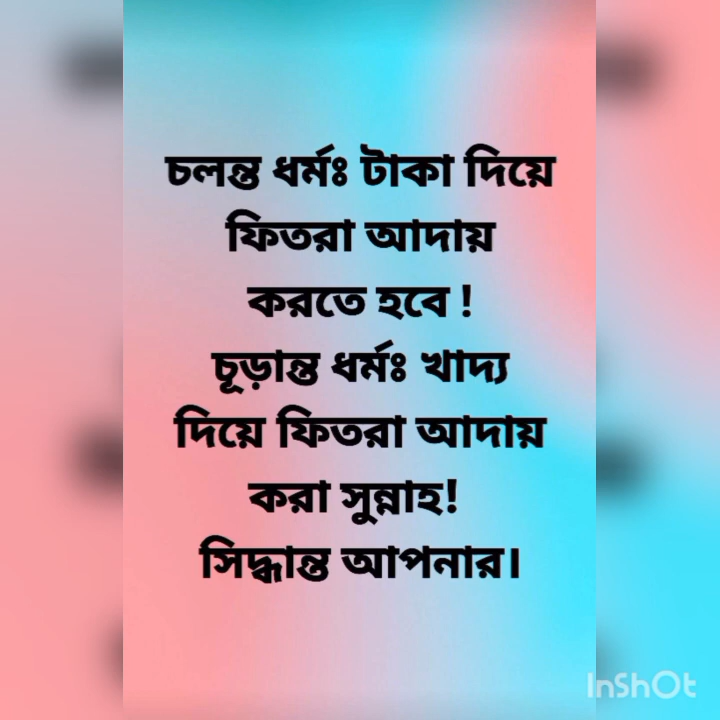 চলন্ত ধর্মঃ টাকা দিয়ে
ফিতরা আদায়
করতে হবে !
চূড়ান্ত ধর্মঃ খাদ্য
দিয়ে ফিতরা আদায়
করা সুন্নাহ!
সিদ্ধান্ত আপনার।
InShOt